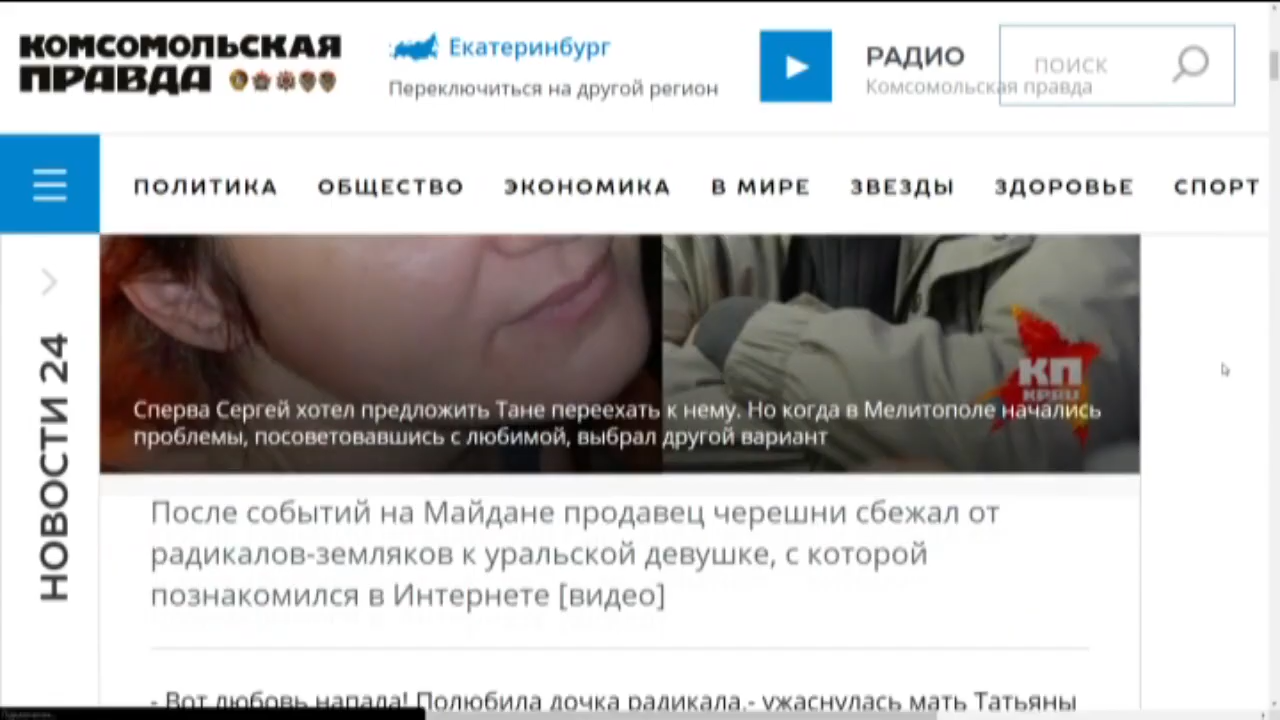 КОМСОМОЛЬСКАЯ
ПРАВДА
Екатеринбург
Переключиться на другой регион
РАДИО
Комсомольская правда
ПОИСК
ПОЛИТИКА ОБЩЕСТВО ЭКОНОМИКА В МИРЕ ЗВЕЗДЫ ЗДОРОВЬЕ СПОРТ
НОВОСТИ 24
КП
KP.RU
Сперва Сергей хотел предложить Тане переехать к нему. Но когда в Мелитополе начались
проблемы, посоветовавшись с любимой, выбрал другой вариант
После событий на Майдане продавец черешни сбежал от
радикалов-земляков к уральской девушке, с которой
познакомился в Интернете [видео]
- Вот любовь напала! Полюбила дочка радикала,- ужаснулась мать Татьяны